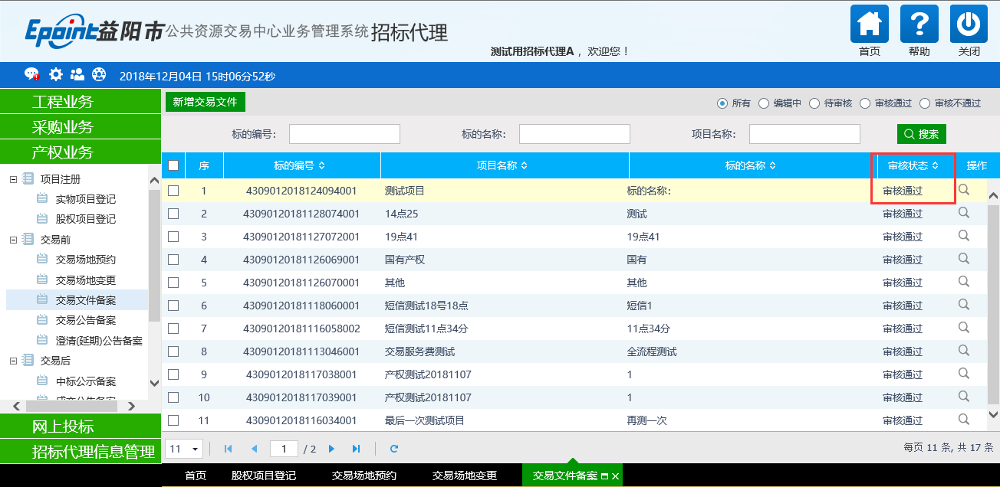 Epoint益阳市公共资源交易中心业务管理系统 招标代理
测试用招标代理A ，欢迎您！
首页 帮助 关闭
2018年12月04日 15时06分52秒
工程业务
采购业务
产权业务
项目注册
实物项目登记
股权项目登记
交易前
交易场地预约
交易场地变更
交易文件备案
交易公告备案
澄清(延期)公告备案
交易后
中标公示备案
网上投标
招标代理信息管理
新增交易文件
所有 编辑中 待审核 审核通过 审核不通过
标的编号： 标的名称： 项目名称： 搜索
序 标的编号 项目名称 标的名称 审核状态 操作
1 4309012018124094001 测试项目 标的名称： 审核通过
2 43090120181128074001 14点25 测试 审核通过
3 43090120181127072001 19点41 19点41 审核通过
4 43090120181126069001 国有产权 国有 审核通过
5 43090120181126070001 其他 其他 审核通过
6 43090120181118060001 短信测试18号18点 短信1 审核通过
7 43090120181116058002 短信测试11点34分 11点34分 审核通过
8 43090120181113046001 交易服务费测试 全流程测试 审核通过
9 4309012018117038001 产权测试20181107 1 审核通过
10 4309012018117039001 产权测试20181107 1 审核通过
11 4309012018116034001 最后一次测试项目 再测一次 审核通过
11 1 / 2 每页 11 条, 共 17 条
首页 股权项目登记 交易场地预约 交易场地变更 交易文件备案